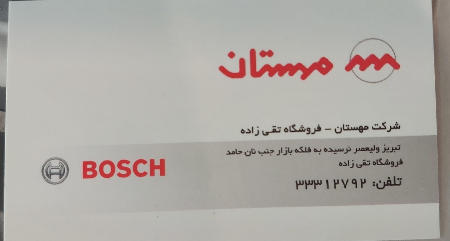 مهستان
شرکت مهستان - فروشگاه تقی زاده
تبریز ولیعصر نرسیده به فلکه بازار جنب نان حامد
فروشگاه تقی زاده
تلفن: ۳۳۳۱۲۷۹۲
BOSCH